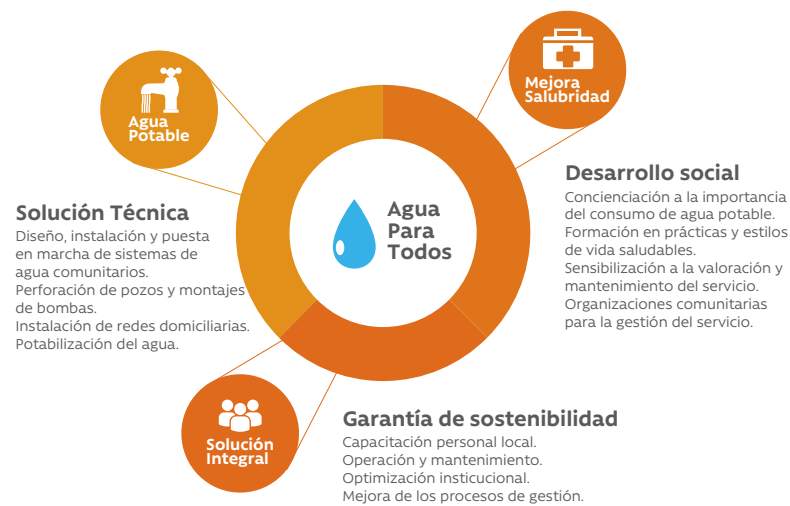 Agua
Potable
Mejora
Salubridad
Agua
Para
Todos
Solución Técnica
Diseño, instalación y puesta
en marcha de sistemas de
agua comunitarios.
Perforación de pozos y montajes
de bombas.
Instalación de redes domiciliarias.
Potabilización del agua.
Desarrollo social
Concienciación a la importancia
del consumo de agua potable.
Formación en prácticas y estilos
de vida saludables.
Sensibilización a la valoración y
mantenimiento del servicio.
Organizaciones comunitarias
para la gestión del servicio.
Solución
Integral
Garantía de sostenibilidad
Capacitación personal local.
Operación y mantenimiento.
Optimización insticucional.
Mejora de los procesos de gestión.